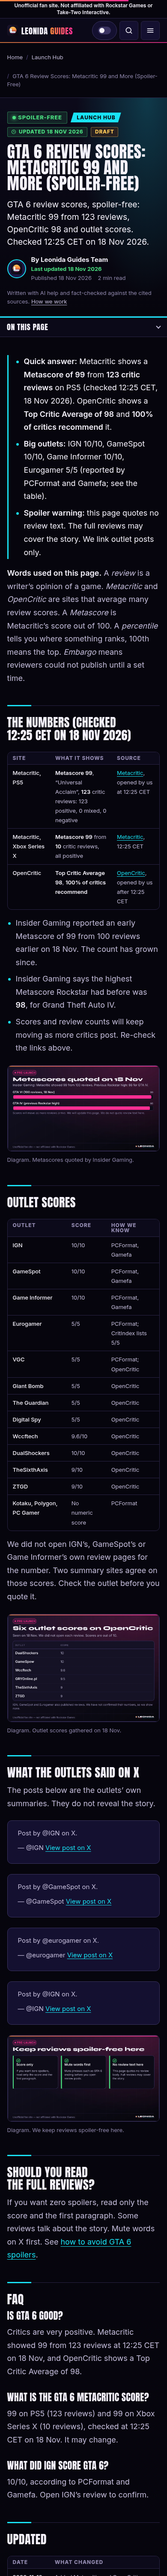 Unofficial fan site. Not affiliated with Rockstar Games or
Take-Two Interactive.
LEONIDA GUIDES
Home / Launch Hub
/ GTA 6 Review Scores: Metacritic 99 and More (Spoiler-
Free)
SPOILER-FREE
LAUNCH HUB
UPDATED 18 NOV 2026
DRAFT
GTA 6 REVIEW SCORES:
METACRITIC 99 AND
MORE (SPOILER-FREE)
GTA 6 review scores, spoiler-free:
Metacritic 99 from 123 reviews,
OpenCritic 98 and outlet scores.
Checked 12:25 CET on 18 Nov 2026.
By Leonida Guides Team
Last updated 18 Nov 2026
Published 18 Nov 2026 2 min read
Written with AI help and fact-checked against the cited
sources. How we work
ON THIS PAGE
Quick answer: Metacritic shows a
Metascore of 99 from 123 critic
reviews on PS5 (checked 12:25 CET,
18 Nov 2026). OpenCritic shows a
Top Critic Average of 98 and 100%
of critics recommend it.
Big outlets: IGN 10/10, GameSpot
10/10, Game Informer 10/10,
Eurogamer 5/5 (reported by
PCFormat and Gamefa; see the
table).
Spoiler warning: this page quotes no
review text. The full reviews may
cover the story. We link outlet posts
only.
Words used on this page. A review is a
writer's opinion of a game. Metacritic and
OpenCritic are sites that average many
review scores. A Metascore is
Metacritic's score out of 100. A percentile
tells you where something ranks, 100th
means the top. Embargo means
reviewers could not publish until a set
time.
THE NUMBERS (CHECKED
12:25 CET ON 18 NOV 2026)
SITE WHAT IT SHOWS SOURCE
Metacritic, PS5
Metascore 99, "Universal Acclaim", 123 critic reviews: 123 positive, 0 mixed, 0 negative
Metacritic, opened by us at 12:25 CET
Metacritic, Xbox Series X
Metascore 99 from 10 critic reviews, all positive
Metacritic, 12:25 CET
OpenCritic
Top Critic Average 98, 100% of critics recommend
OpenCritic, opened by us after 12:25 CET
Insider Gaming reported an early
Metascore of 99 from 100 reviews
earlier on 18 Nov. The count has grown
since.
Insider Gaming says the highest
Metascore Rockstar had before was
98, for Grand Theft Auto IV.
Scores and review counts will keep
moving as more critics post. Re-check
the links above.
Metascores quoted on 18 Nov
Diagram. Metascores quoted by Insider Gaming.
OUTLET SCORES
OUTLET SCORE HOW WE KNOW
IGN 10/10 PCFormat, Gamefa
GameSpot 10/10 PCFormat, Gamefa
Game Informer 10/10 PCFormat, Gamefa
Eurogamer 5/5 PCFormat; CritIndex lists 5/5
VGC 5/5 PCFormat; OpenCritic
Giant Bomb 5/5 OpenCritic
The Guardian 5/5 OpenCritic
Digital Spy 5/5 OpenCritic
Wccftech 9.6/10 OpenCritic
DualShockers 10/10 OpenCritic
TheSixthAxis 9/10 OpenCritic
ZTGD 9/10 OpenCritic
Kotaku, Polygon, PC Gamer No numeric score PCFormat
We did not open IGN's, GameSpot's or
Game Informer's own review pages for
the number. Two summary sites agree
on those scores. Check the outlet before you
quote it.
Six outlet scores on OpenCritic
Diagram. Outlet scores gathered on 18 Nov.
WHAT THE OUTLETS SAID ON X
The posts below are the outlets' own
summaries. They do not reveal the story.
Post by @IGN on X.
— @IGN View post on X
Post by @GameSpot on X.
— @GameSpot View post on X
Post by @eurogamer on X.
— @eurogamer View post on X
Post by @IGN on X.
— @IGN View post on X
Keep reviews spoiler-free here
Diagram. We keep reviews spoiler-free here.
SHOULD YOU READ
THE FULL REVIEWS?
If you want zero spoilers, read only the
score and the first paragraph. Some
reviews talk about the story. Mute words
on X first. See how to avoid GTA 6
spoilers.
FAQ
IS GTA 6 GOOD?
Critics are very positive. Metacritic
showed 99 from 123 reviews at 12:25 CET
on 18 Nov, and OpenCritic shows a Top
Critic Average of 98.
WHAT IS THE GTA 6 METACRITIC SCORE?
99 on PS5 (123 reviews) and 99 on Xbox
Series X (10 reviews), checked at 12:25
CET on 18 Nov. It may change.
WHAT DID IGN SCORE GTA 6?
10/10, according to PCFormat and
Gamefa. Open IGN's review to confirm.
UPDATED
DATE WHAT CHANGED